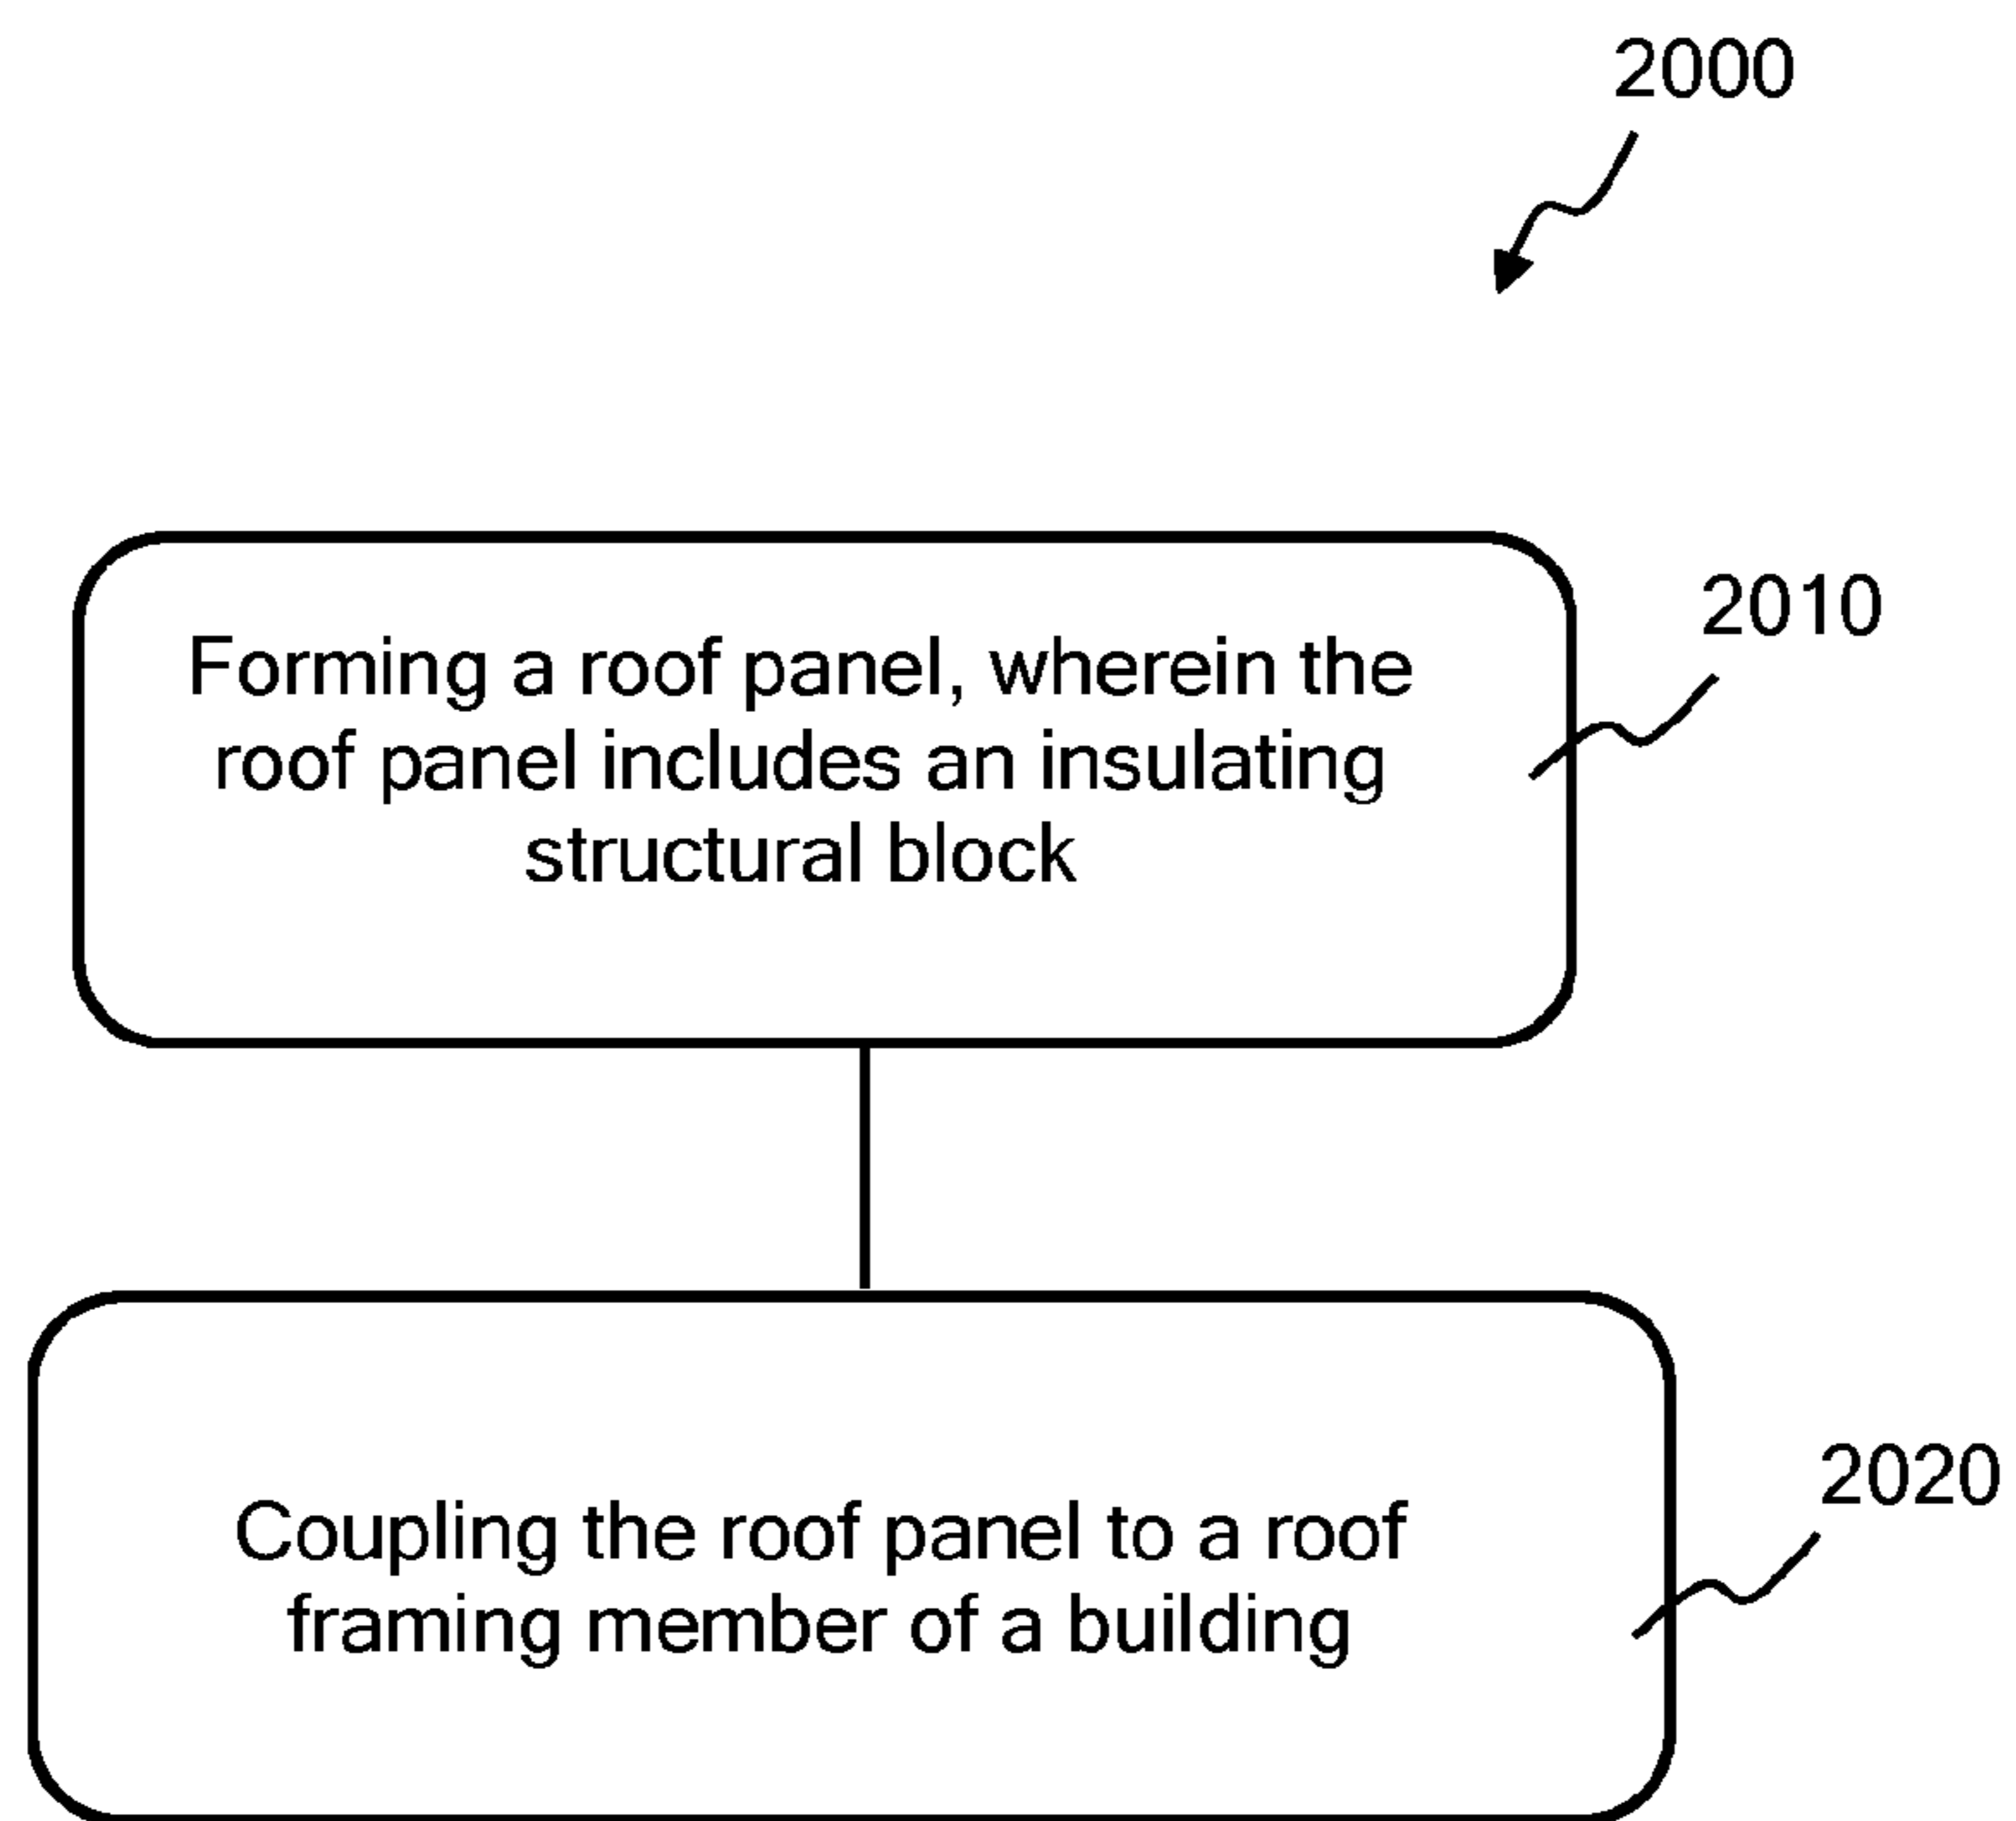 2000
2010
Forming a roof panel, wherein the
roof panel includes an insulating
structural block
2020
Coupling the roof panel to a roof
framing member of a building